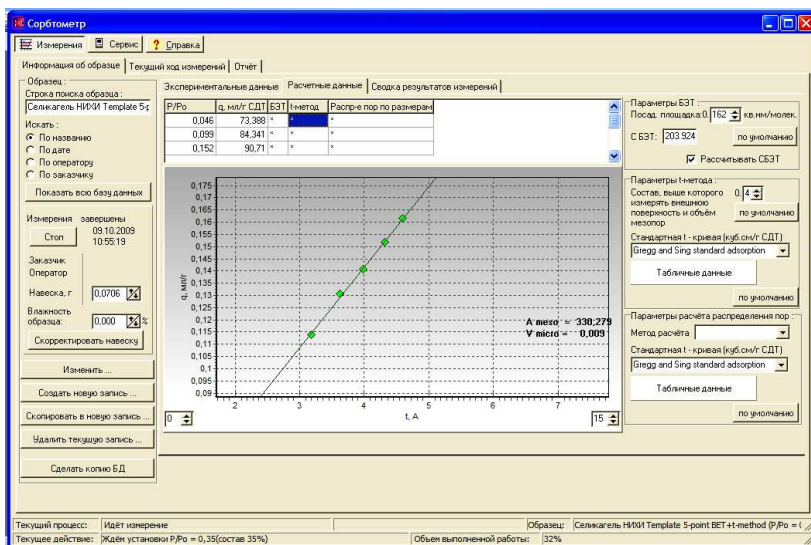 Сорбтометр
Измерения Сервис ? Справка
Информация об образце Текущий ход измерений Отчёт
Образец :
Строка поиска образца :
Селикагель НИХИ Template 5-p
Искать :
По названию
По дате
По оператору
По заказчику
Показать всю базу данных
Измерения завершены
Стоп
09.10.2009
10:55:19
Заказчик
Оператор
Навеска, г 0,0706
Влажность образца: 0,000 %
Скорректировать навеску
Изменить ...
Создать новую запись ...
Скопировать в новую запись ...
Удалить текущую запись ...
Сделать копию БД
Экспериментальные данные Расчетные данные Сводка результатов измерений
P/Po q, мл/г СДТ БЭТ t-метод Распр-е пор по размерам
0,046 73,388 * * *
0,099 84,341 * * *
0,152 90,71 * * *
q, мл/г
0,175
0,17
0,165
0,16
0,155
0,15
0,145
0,14
0,135
0,13
0,125
0,12
0,115
0,11
0,105
0,1
0,095
0,09
A mezo = 330,279
V micro = 0,009
2 3 4 5 6 7
t, A
0 15
Параметры БЭТ :
Посад. площадка: 0, 162 кв.нм/молек.
С БЭТ: 203.924 по умолчанию
Рассчитывать СБЭТ
Параметры t-метода :
Состав, выше которого измерять внешнюю поверхность и объём мезопор
0, 4
по умолчанию
Стандартная t - кривая (куб.см/г СДТ)
Gregg and Sing standard adsorption
Табличные данные
по умолчанию
Параметры расчёта распределения пор :
Метод расчёта
Стандартная t - кривая (куб.см/г СДТ)
Gregg and Sing standard adsorption
Табличные данные
по умолчанию
Текущий процесс: Идёт измерение Образец: Селикагель НИХИ Template 5-point BET+t-method (P/Po = (
Текущее действие: Ждём установки P/Po = 0,35(состав 35%) Объем выполненной работы: 32%